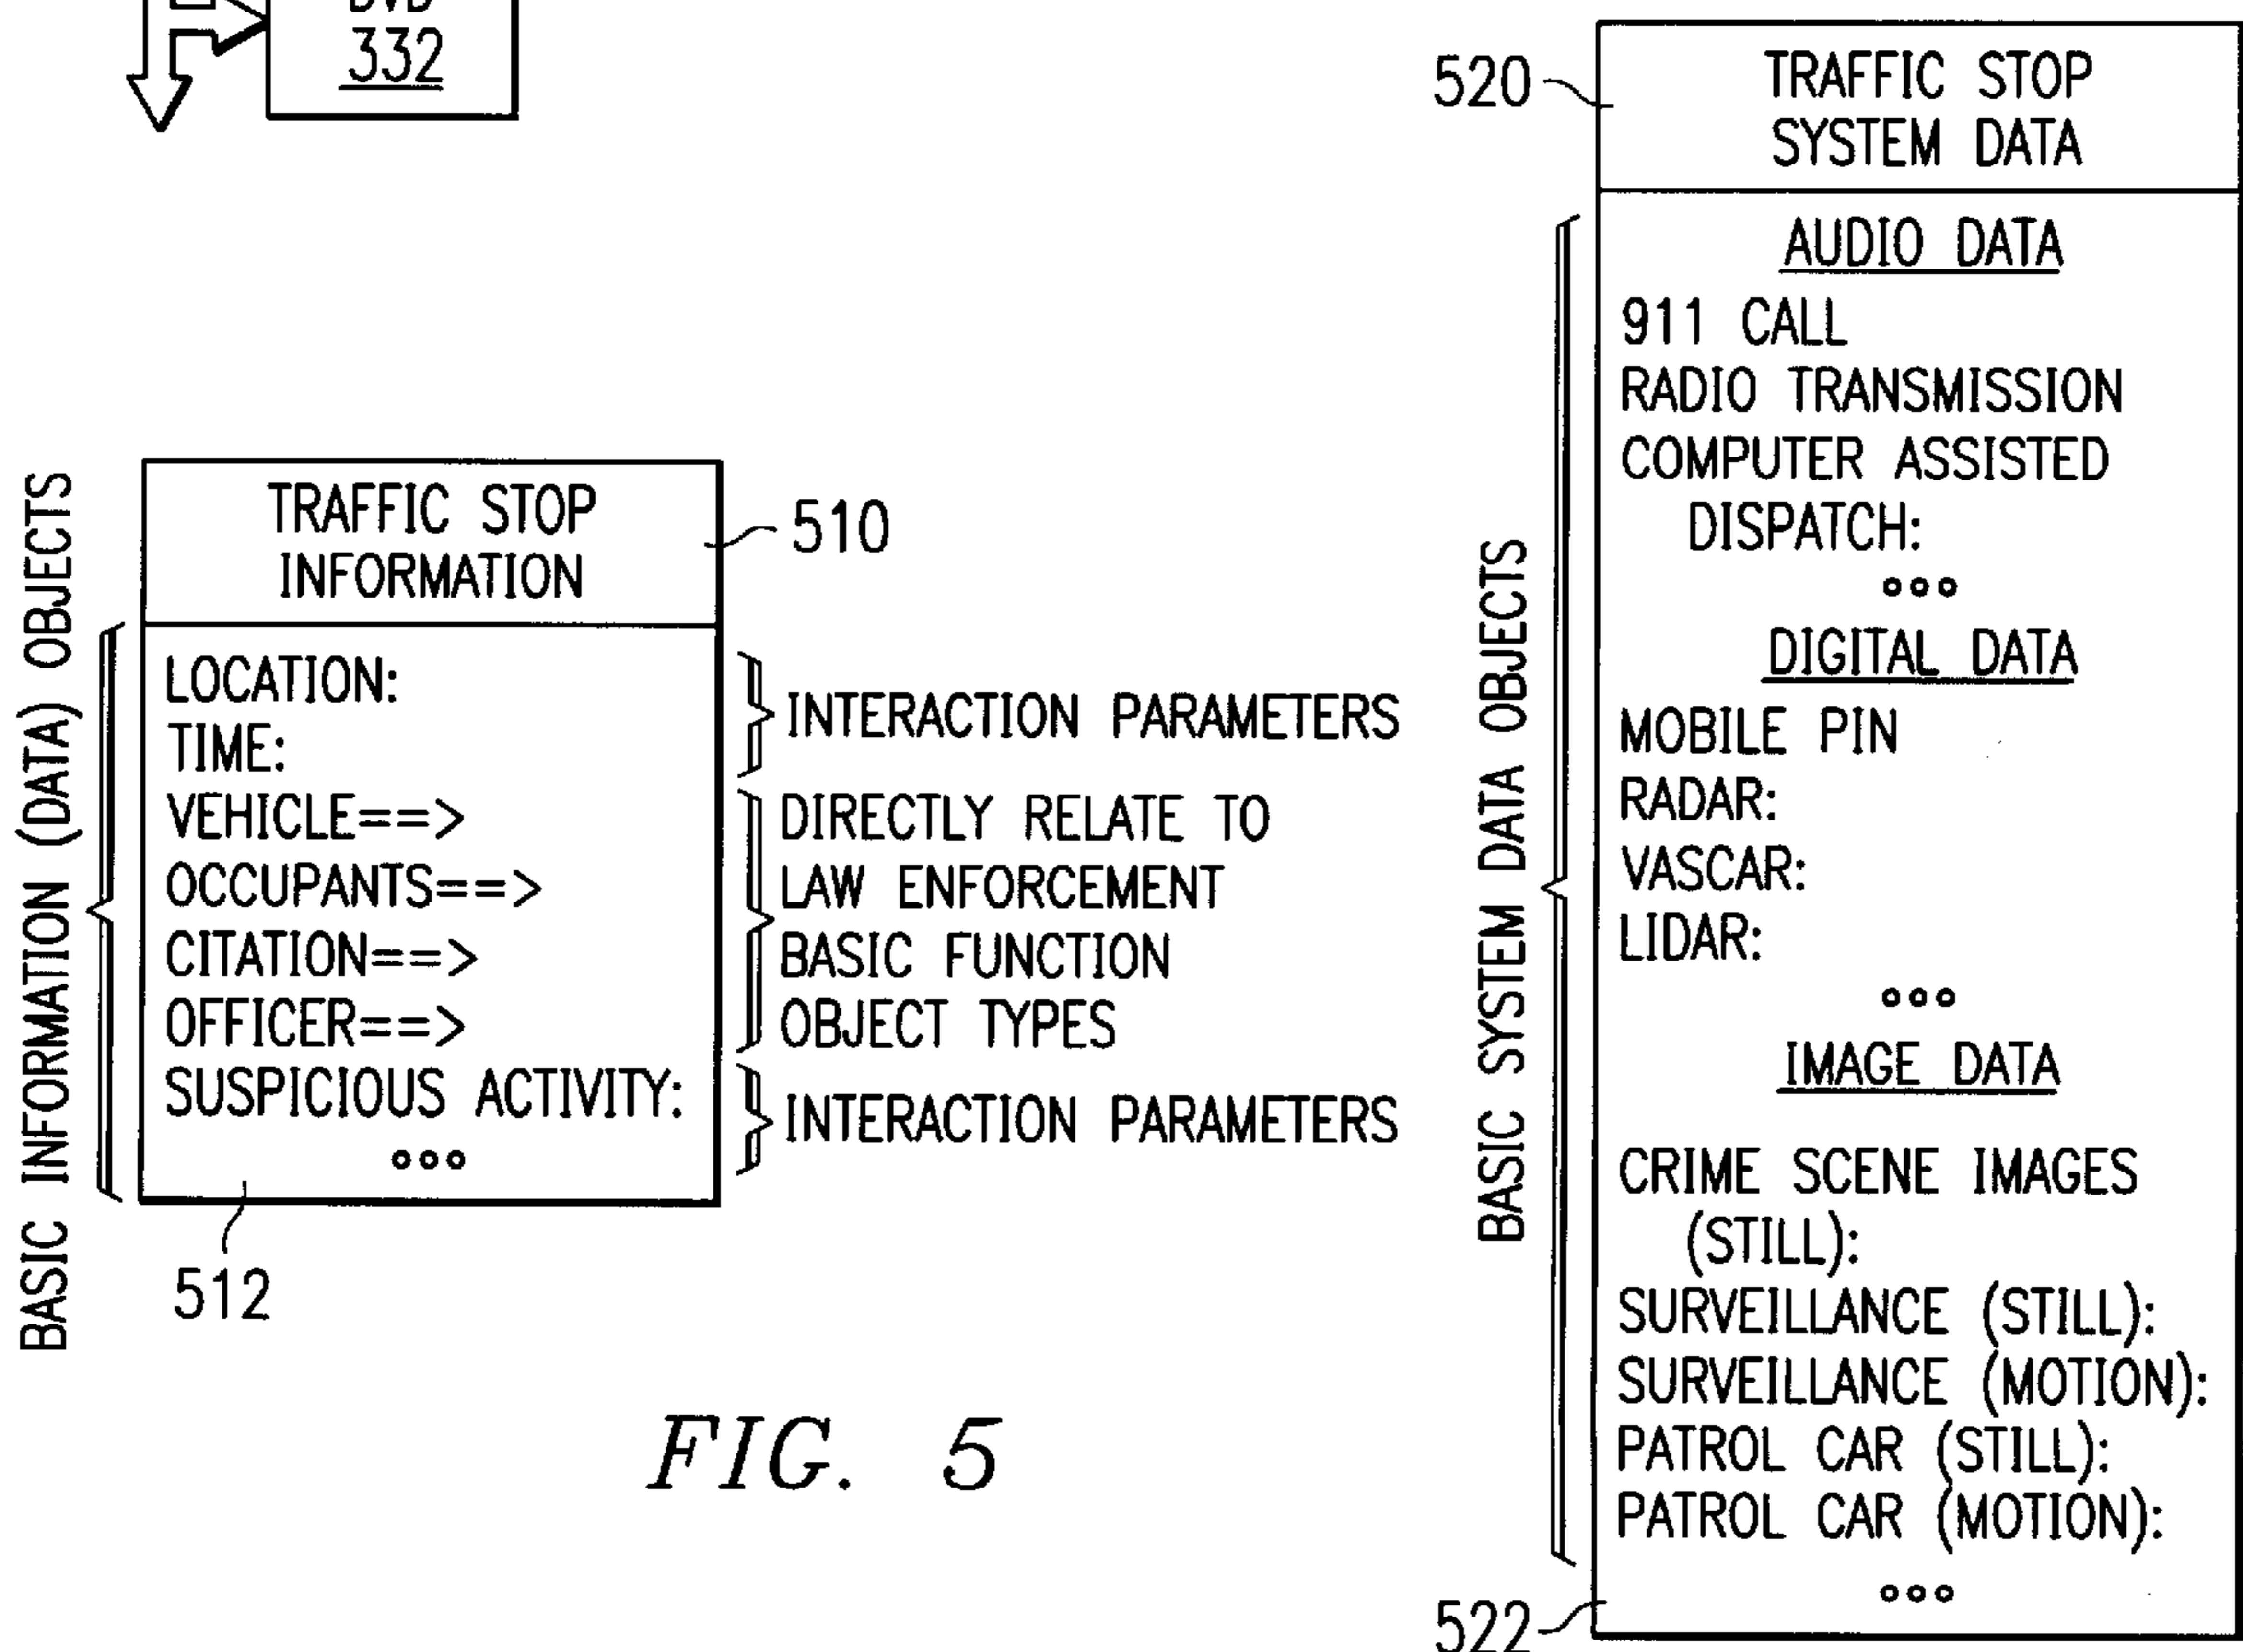 332
520
TRAFFIC STOP
SYSTEM DATA
BASIC SYSTEM DATA OBJECTS
AUDIO DATA
911 CALL
RADIO TRANSMISSION
COMPUTER ASSISTED
DISPATCH:
ooo
DIGITAL DATA
MOBILE PIN
RADAR:
VASCAR:
LIDAR:
ooo
IMAGE DATA
CRIME SCENE IMAGES
(STILL):
SURVEILLANCE (STILL):
SURVEILLANCE (MOTION):
PATROL CAR (STILL):
PATROL CAR (MOTION):
ooo
522
BASIC INFORMATION (DATA) OBJECTS
TRAFFIC STOP
INFORMATION
510
LOCATION:
TIME:
INTERACTION PARAMETERS
VEHICLE==>
OCCUPANTS==>
CITATION==>
OFFICER==>
DIRECTLY RELATE TO
LAW ENFORCEMENT
BASIC FUNCTION
OBJECT TYPES
SUSPICIOUS ACTIVITY:
ooo
INTERACTION PARAMETERS
512
FIG. 5